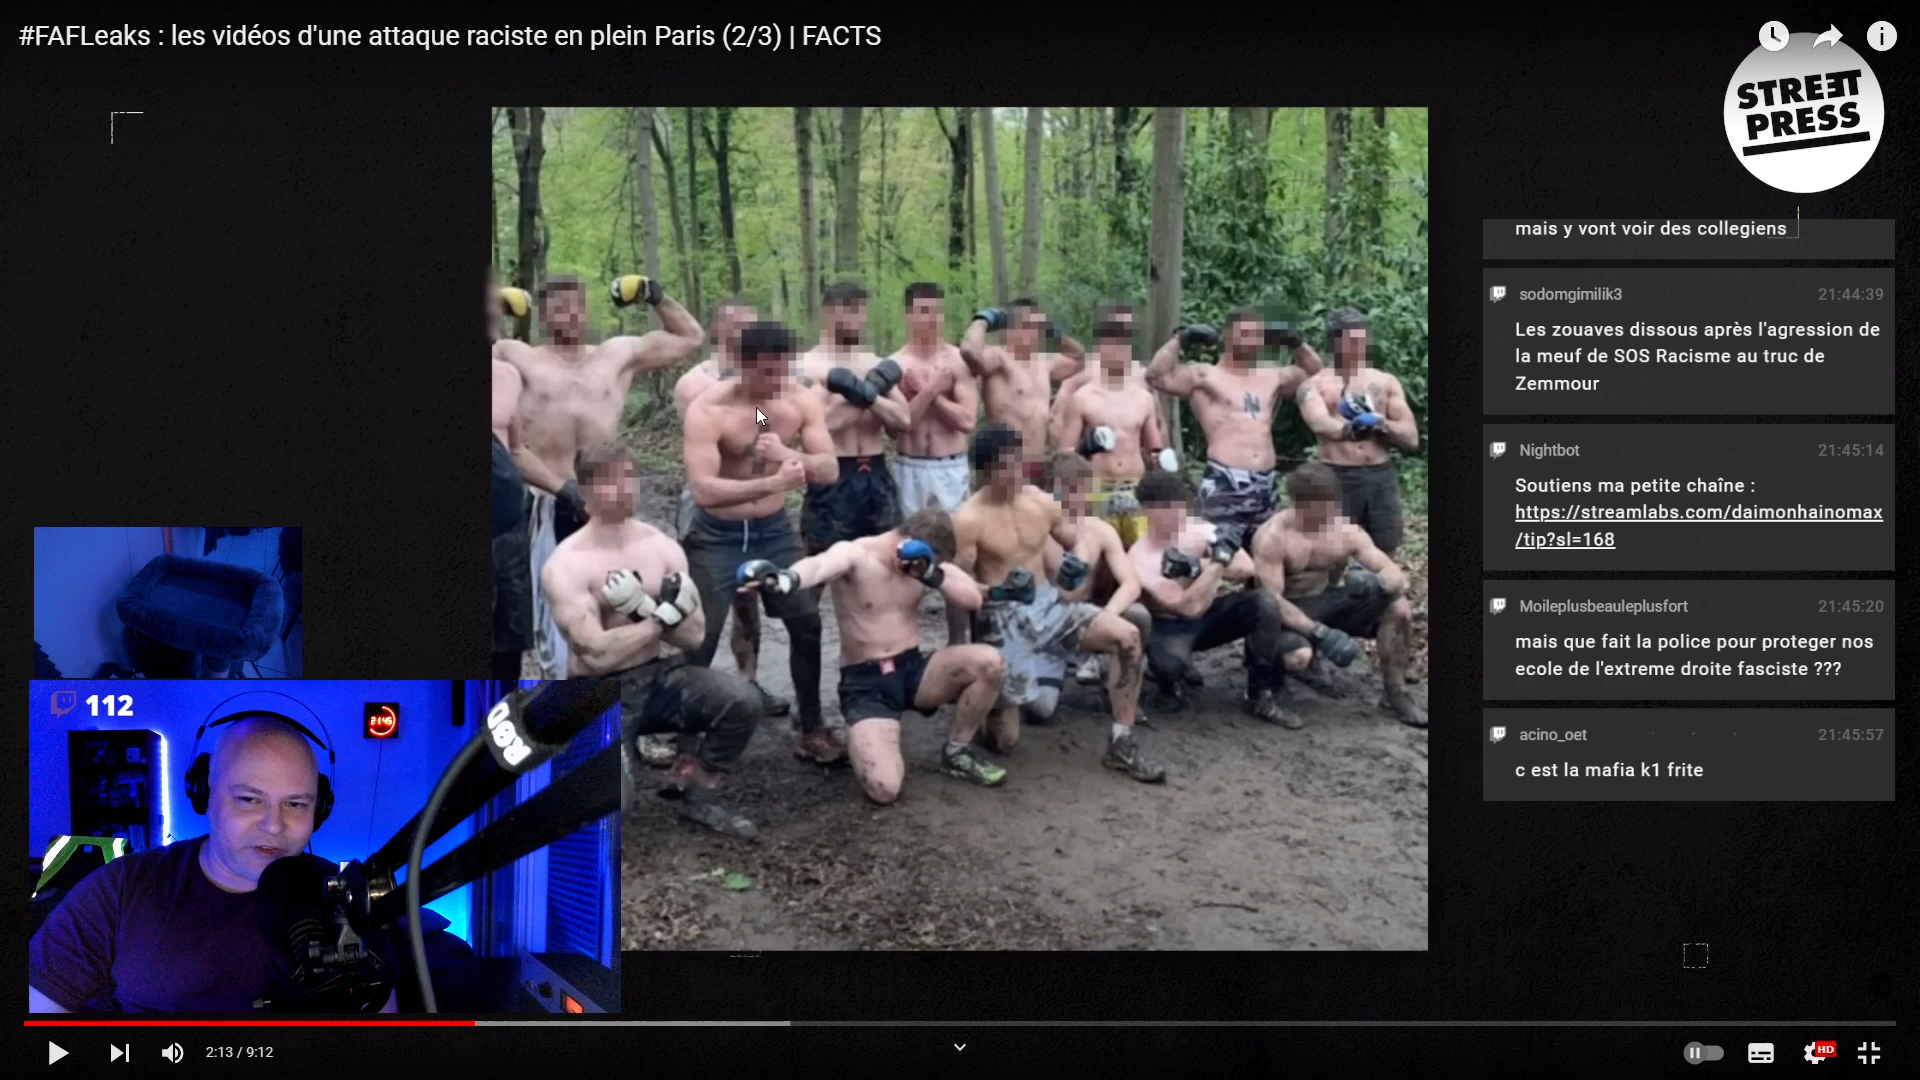 #FAFLeaks : les vidéos d'une attaque raciste en plein Paris (2/3) | FACTS
STREET
PRESS
mais y vont voir des collegiens
sodomgimilik3 21:44:39
Les zouaves dissous après l'agression de
la meuf de SOS Racisme au truc de
Zemmour
Nightbot 21:45:14
Soutiens ma petite chaîne :
https://streamlabs.com/daimonhainomax
/tip?sl=168
Moileplusbeauleplusfort 21:45:20
mais que fait la police pour proteger nos
ecole de l'extreme droite fasciste ???
acino_oet 21:45:57
c est la mafia k1 frite
112
21:45
RØD
2:13 / 9:12
HD